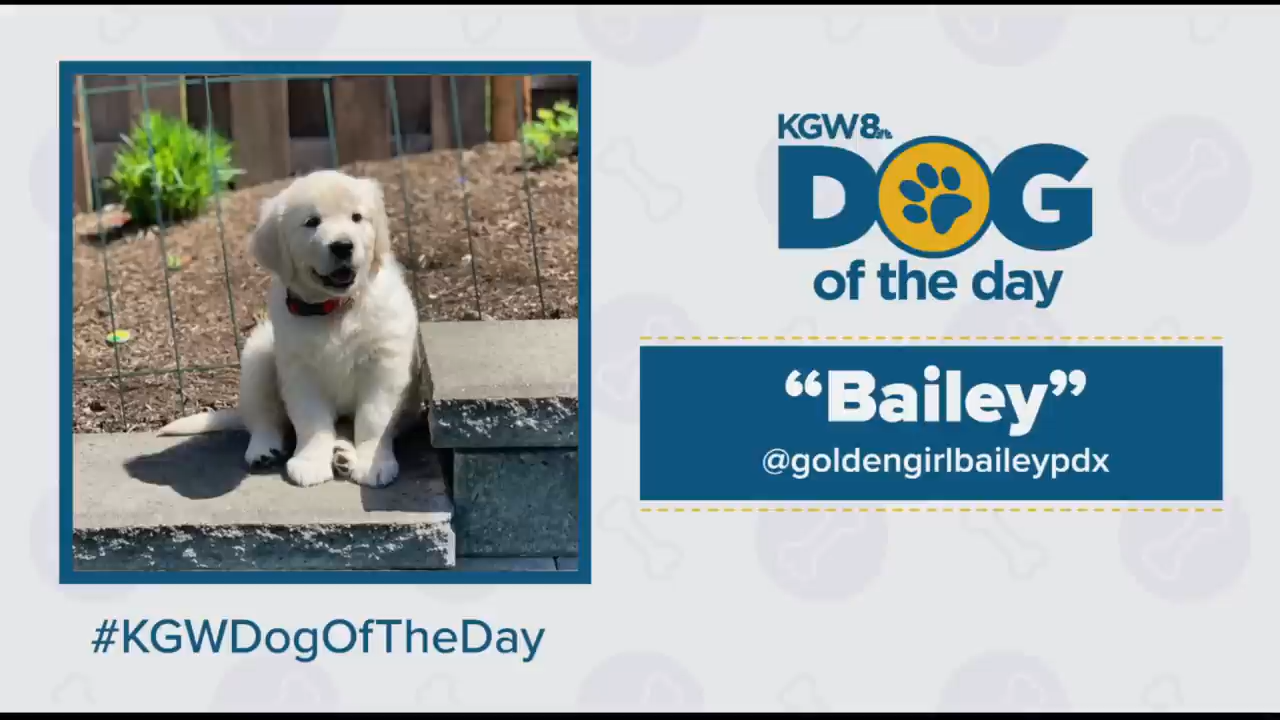 KGW8
DOG
of the day
“Bailey”
@goldengirlbaileypdx
#KGWDogOfTheDay